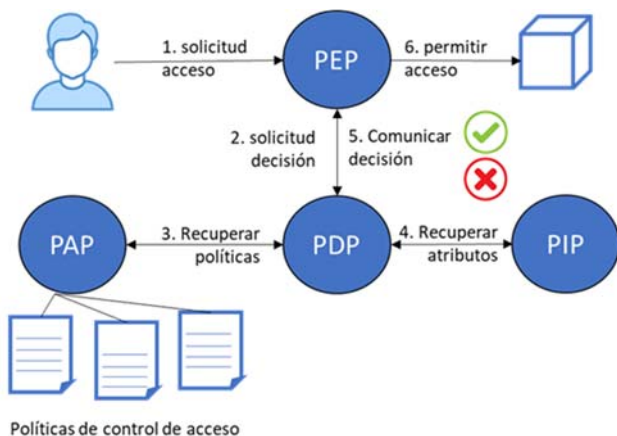 1. solicitud
acceso
PEP
6. permitir
acceso
2. solicitud
decisión
5. Comunicar
decisión
PAP
3. Recuperar
políticas
PDP
4. Recuperar
atributos
PIP
Políticas de control de acceso